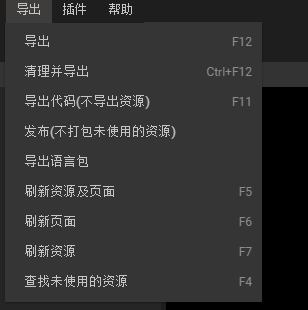 导出 插件 帮助
导出 F12
清理并导出 Ctrl+F12
导出代码(不导出资源) F11
发布(不打包未使用的资源)
导出语言包
刷新资源及页面 F5
刷新页面 F6
刷新资源 F7
查找未使用的资源 F4